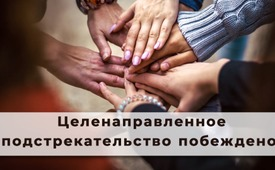 Целенаправленное
подстрекательство побеждено